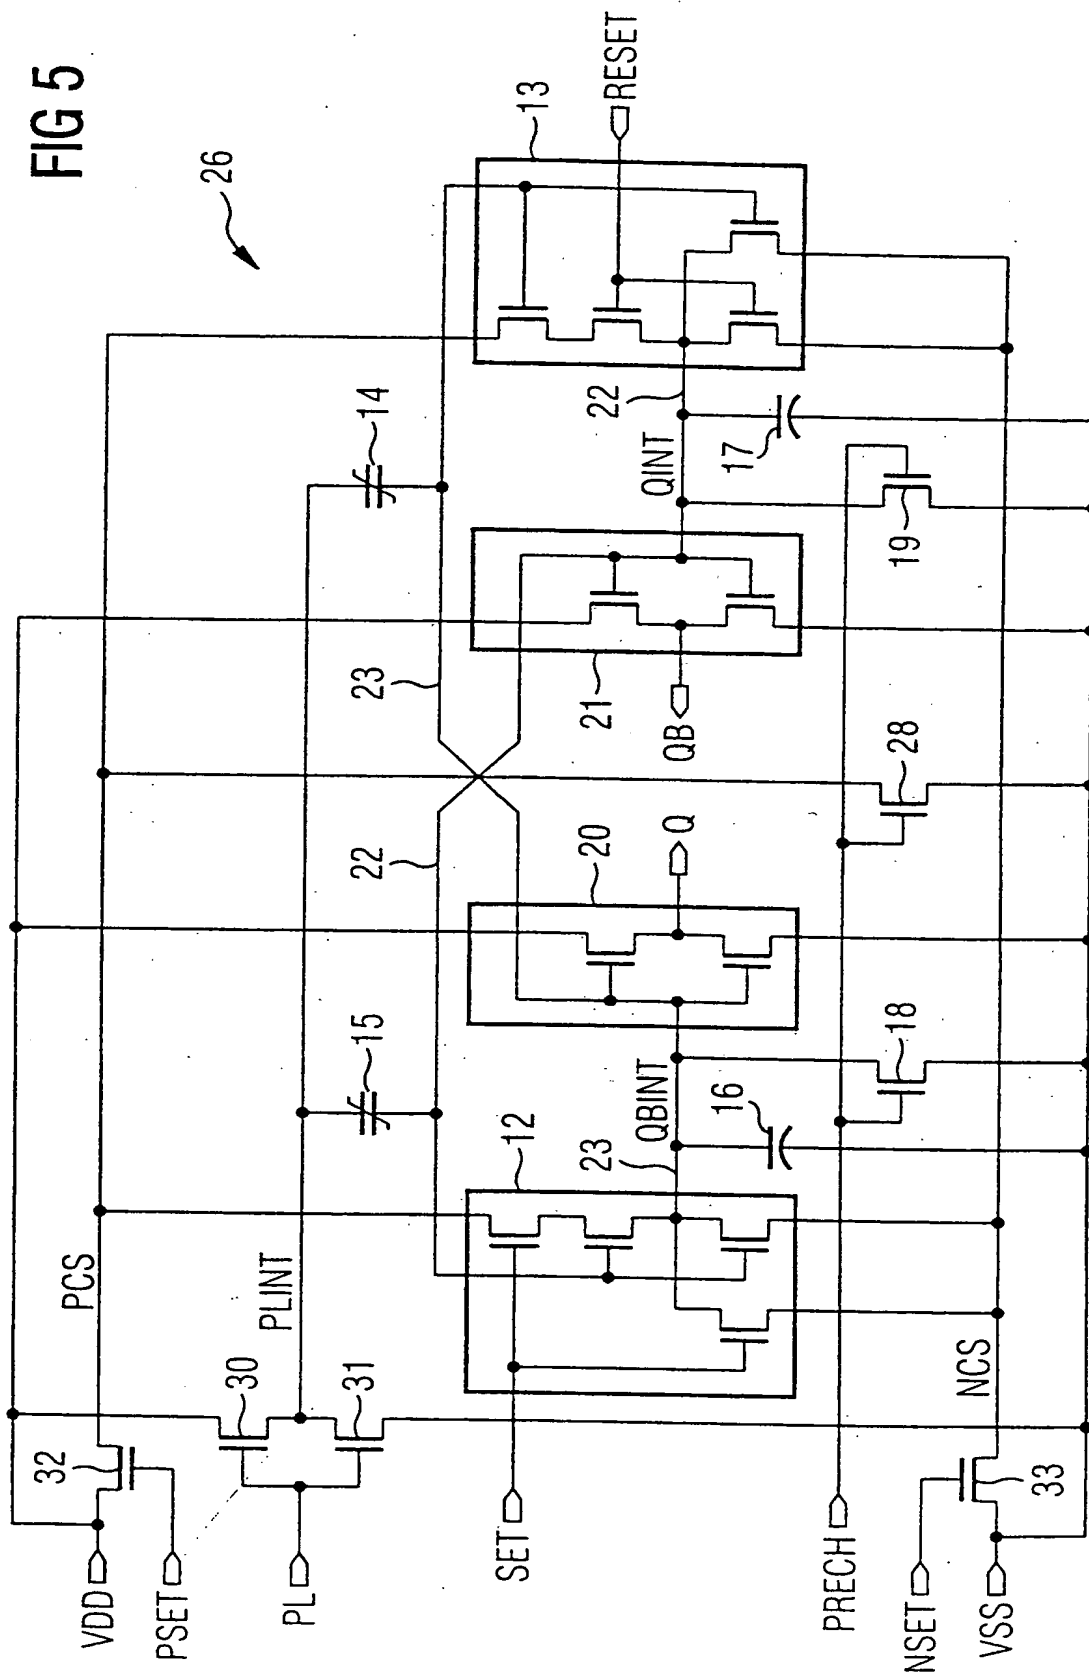 FIG 5
26
VDD
PSET
PL
SET
PRECH
NSET
VSS
32
PCS
30
PLINT
31
NCS
33
12
23
QBINT
16
15
18
20
22
Q
28
23
QB
21
14
QINT
22
17
19
13
RESET